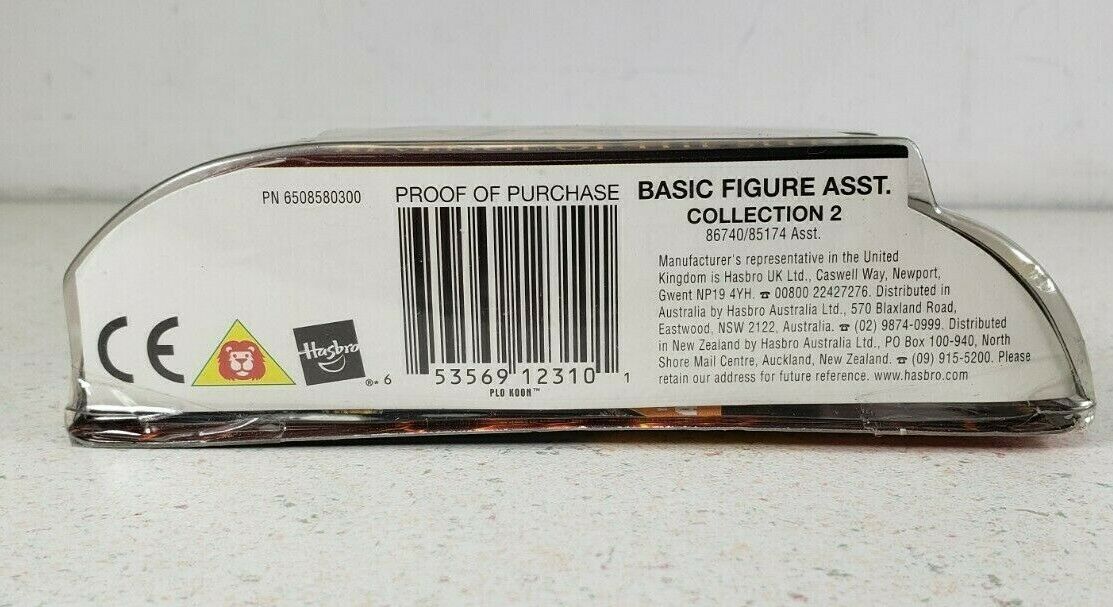 PN 6508580300
PROOF OF PURCHASE
Hasbro
®.
6 53569 12310 1
PLO KOON™
BASIC FIGURE ASST.
COLLECTION 2
86740/85174 Asst.
Manufacturer's representative in the United
Kingdom is Hasbro UK Ltd., Caswell Way, Newport,
Gwent NP19 4YH. ☎ 00800 22427276. Distributed in
Australia by Hasbro Australia Ltd., 570 Blaxland Road,
Eastwood, NSW 2122, Australia. ☎ (02) 9874-0999. Distributed
in New Zealand by Hasbro Australia Ltd., PO Box 100-940, North
Shore Mail Centre, Auckland, New Zealand. ☎ (09) 915-5200. Please
retain our address for future reference. www.hasbro.com
CE